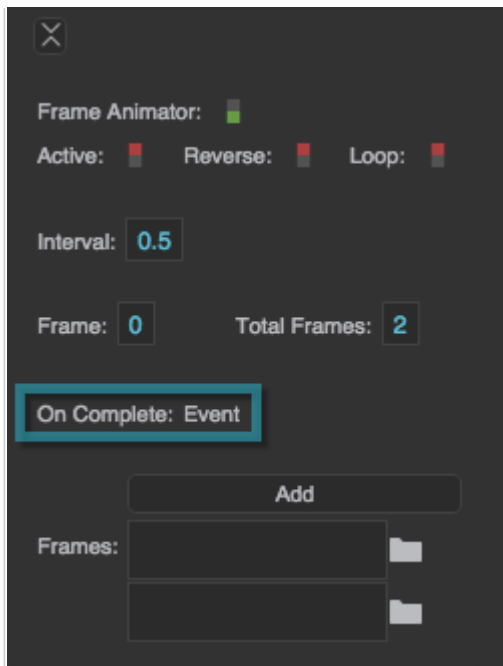 Frame Animator:
Active: Reverse: Loop:
Interval: 0.5
Frame: 0 Total Frames: 2
On Complete: Event
Add
Frames: